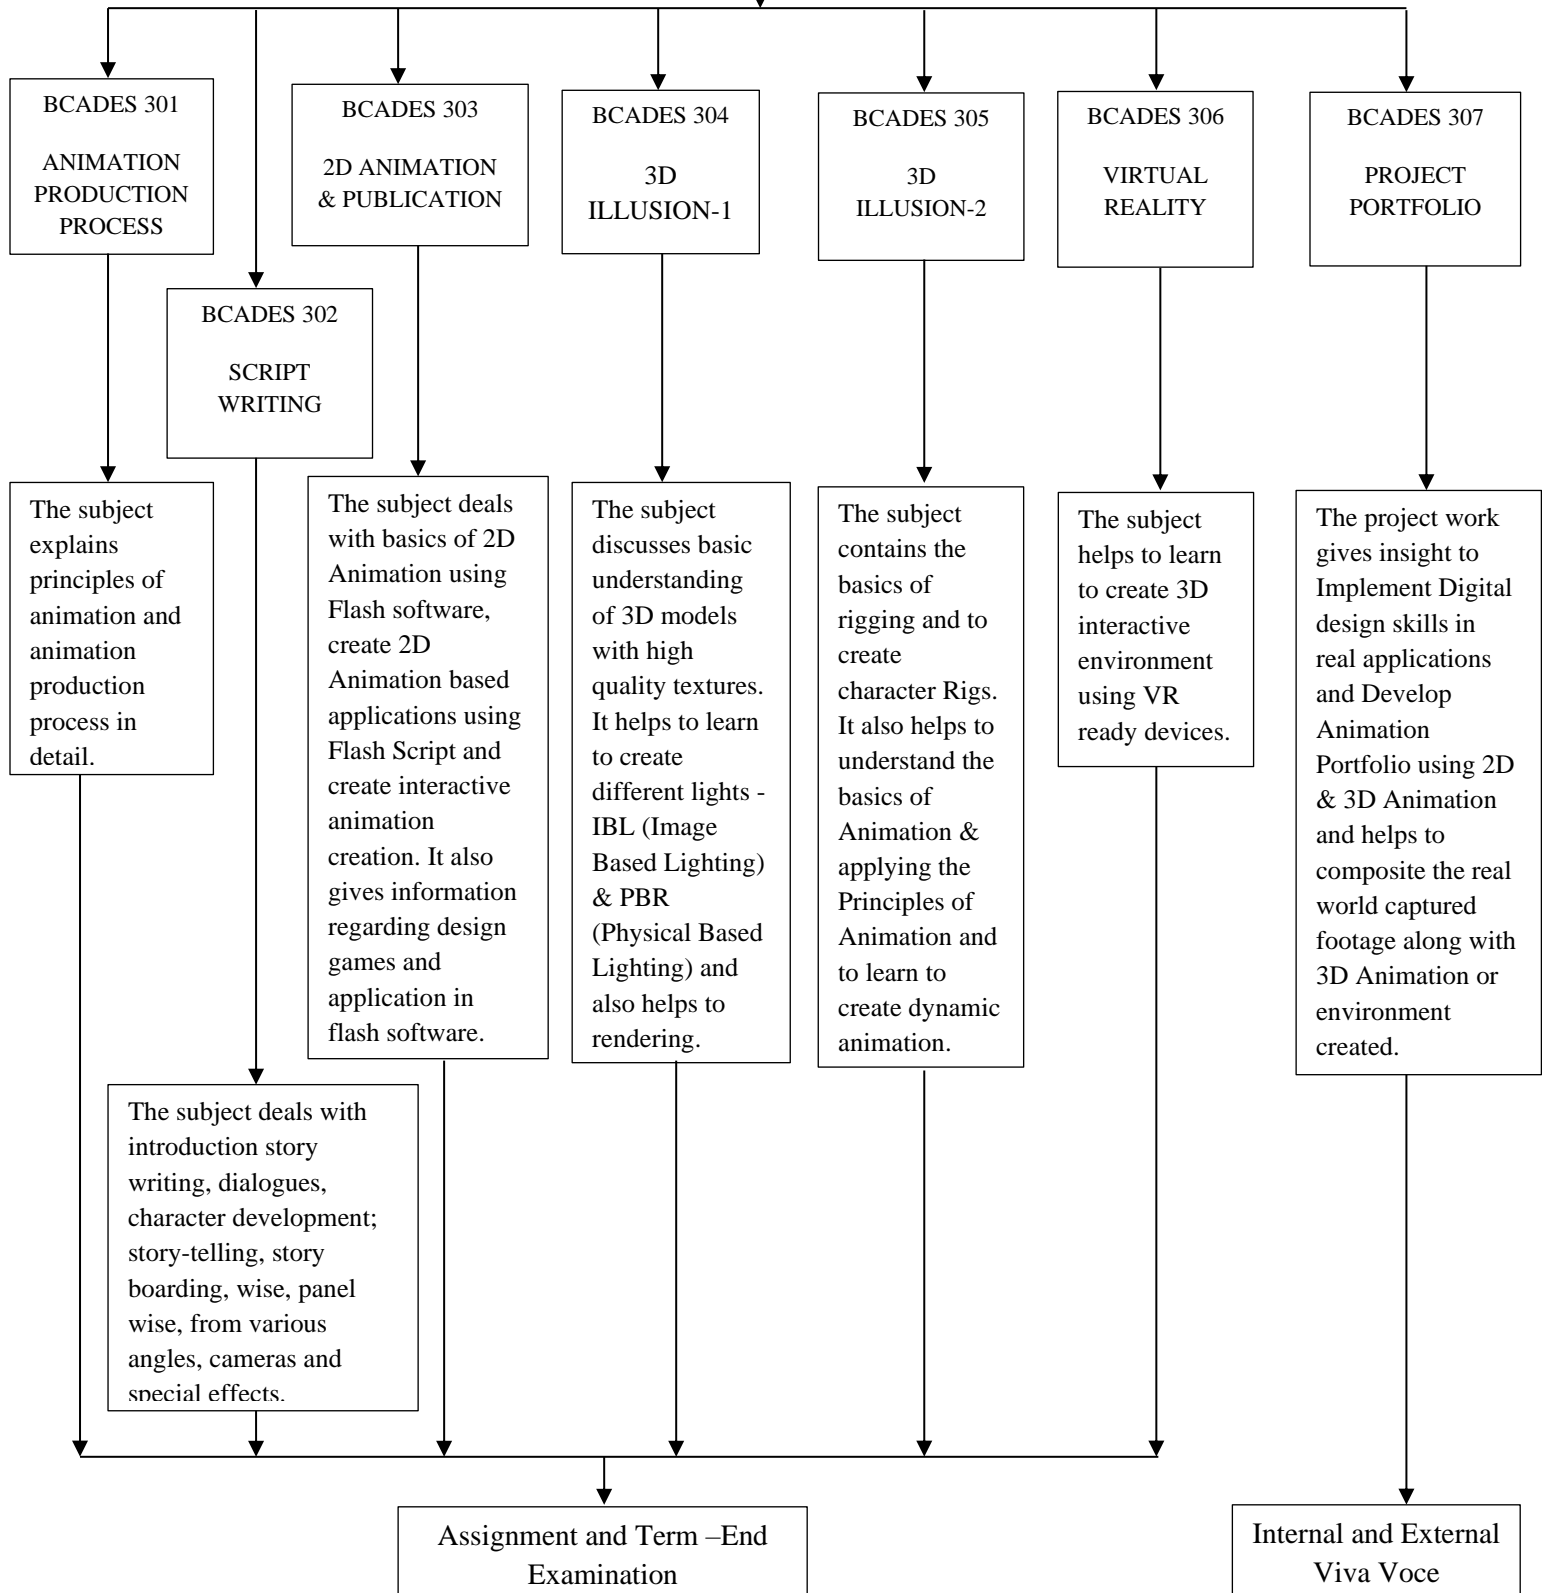 BCADES 301
ANIMATION
PRODUCTION
PROCESS
BCADES 302
SCRIPT
WRITING
BCADES 303
2D ANIMATION
& PUBLICATION
BCADES 304
3D
ILLUSION-1
BCADES 305
3D
ILLUSION-2
BCADES 306
VIRTUAL
REALITY
BCADES 307
PROJECT
PORTFOLIO
The subject
explains
principles of
animation and
animation
production
process in
detail.
The subject deals with
introduction story
writing, dialogues,
character development;
story-telling, story
boarding, wise, panel
wise, from various
angles, cameras and
special effects.
The subject deals
with basics of 2D
Animation using
Flash software,
create 2D
Animation based
applications using
Flash Script and
create interactive
animation
creation. It also
gives information
regarding design
games and
application in
flash software.
The subject
discusses basic
understanding
of 3D models
with high
quality textures.
It helps to learn
to create
different lights -
IBL (Image
Based Lighting)
& PBR
(Physical Based
Lighting) and
also helps to
rendering.
The subject
contains the
basics of
rigging and to
create
character Rigs.
It also helps to
understand the
basics of
Animation &
applying the
Principles of
Animation and
to learn to
create dynamic
animation.
The subject
helps to learn
to create 3D
interactive
environment
using VR
ready devices.
The project work
gives insight to
Implement Digital
design skills in
real applications
and Develop
Animation
Portfolio using 2D
& 3D Animation
and helps to
composite the real
world captured
footage along with
3D Animation or
environment
created.
Assignment and Term –End
Examination
Internal and External
Viva Voce